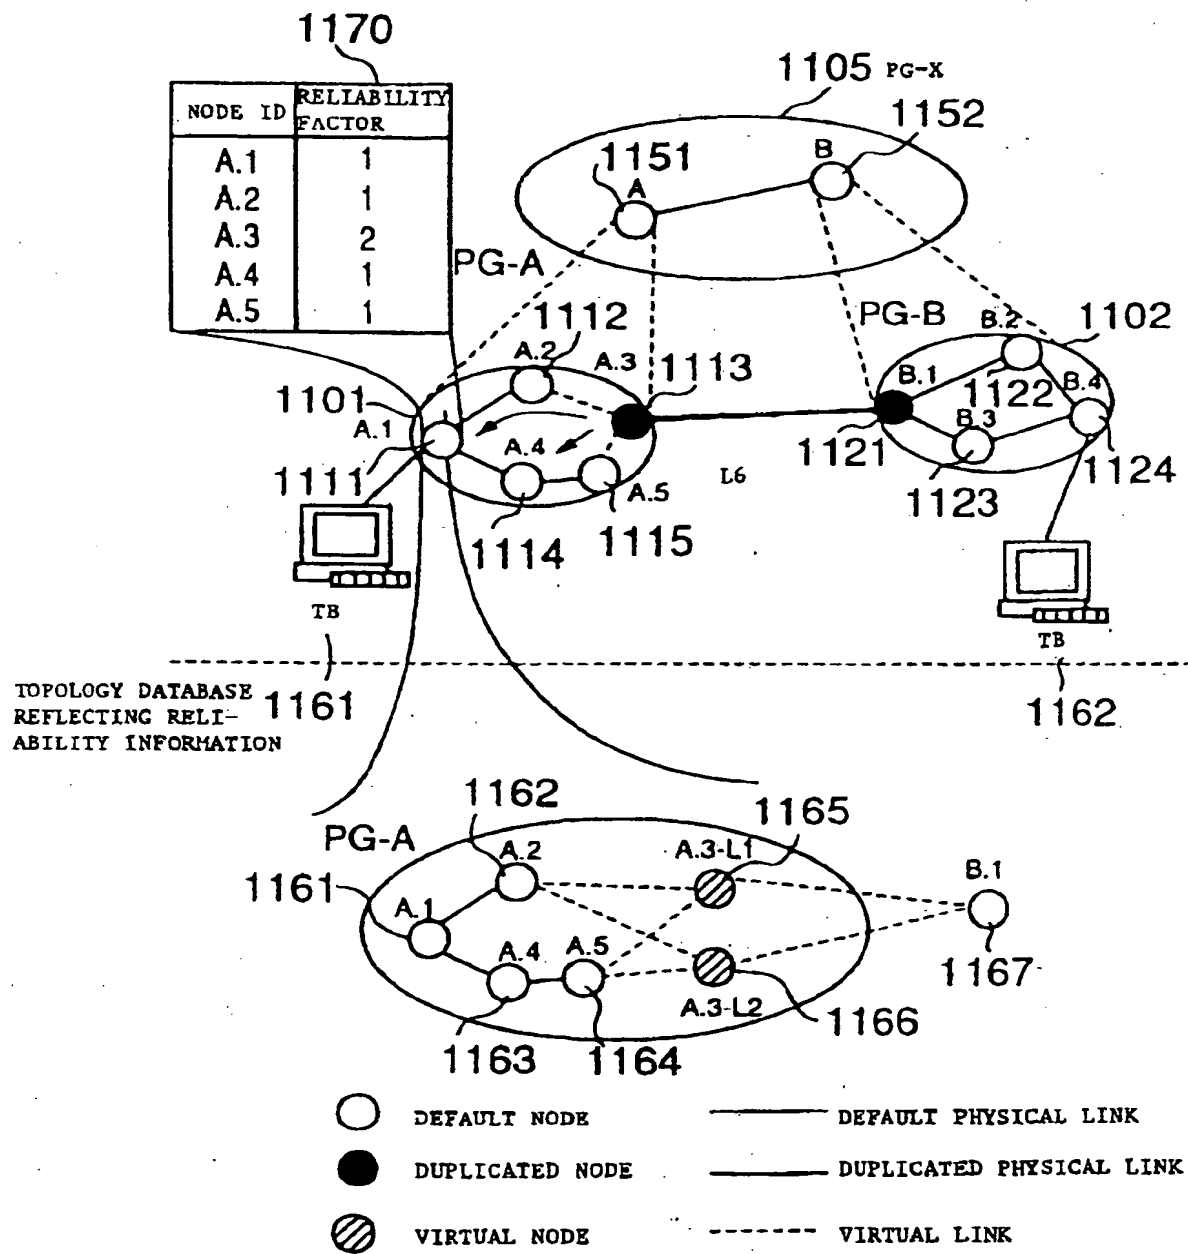 1170
NODE ID
RELIABILITY
FACTOR
A.1 1
A.2 1
A.3 2
A.4 1
A.5 1
1105 PG-X
1152
1151
B
A
PG-A
PG-B
1112
B.2 1102
A.2
A.3 1113
B.1
1122
B.4
1101
A.1
A.4
B.3
1121
1124
1111
L6
A.5
1123
1114
1115
TB
TB
1161
1162
TOPOLOGY DATABASE
REFLECTING RELI-
ABILITY INFORMATION
1162
1165
PG-A
A.2
A.3-L1
B.1
1161
A.1
A.4
A.5
1167
A.3-L2
1166
1163
1164
DEFAULT NODE
DEFAULT PHYSICAL LINK
DUPLICATED NODE
DUPLICATED PHYSICAL LINK
VIRTUAL NODE
VIRTUAL LINK